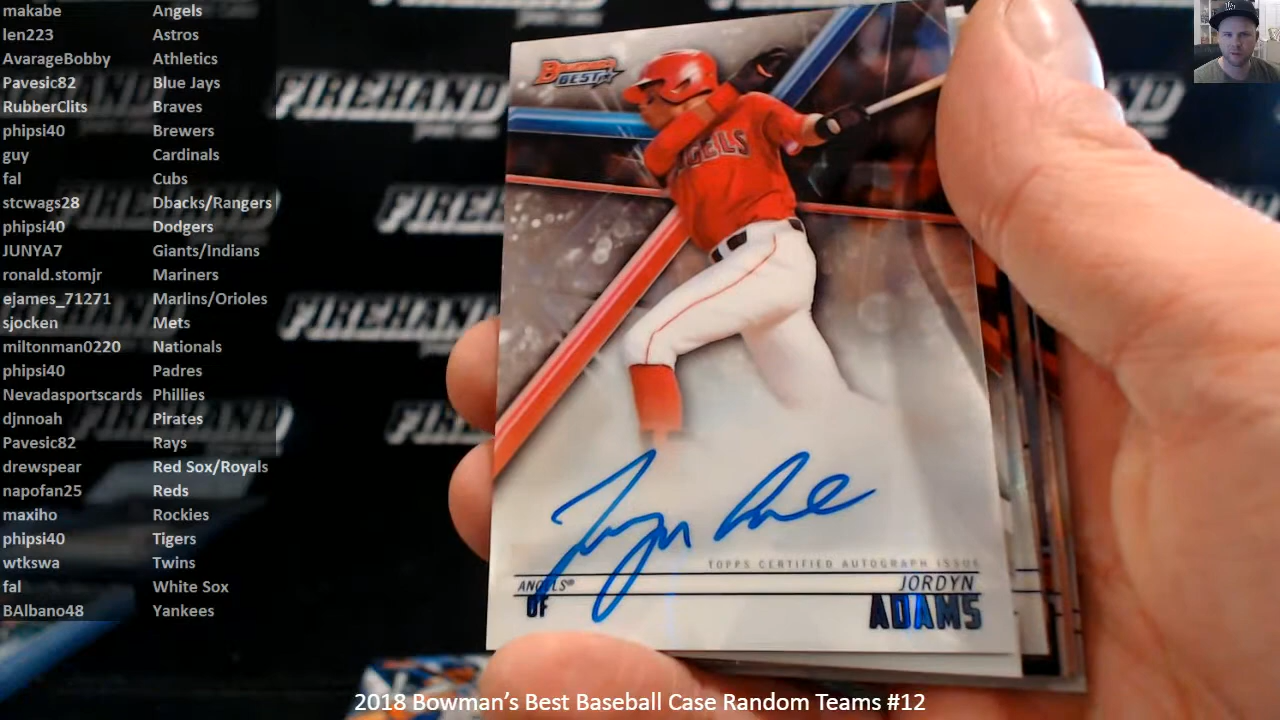 makabe Angels
len223 Astros
AvarageBobby Athletics
Pavesic82 Blue Jays
RubberClits Braves
phipsi40 Brewers
guy Cardinals
fal Cubs
stcwags28 Dbacks/Rangers
phipsi40 Dodgers
JUNYA7 Giants/Indians
ronald.stomjr Mariners
ejames_71271 Marlins/Orioles
sjocken Mets
miltonman0220 Nationals
phipsi40 Padres
Nevadasportscards Phillies
djnnoah Pirates
Pavesic82 Rays
drewspear Red Sox/Royals
napofan25 Reds
maxiho Rockies
phipsi40 Tigers
wtkswa Twins
fal White Sox
BAlbano48 Yankees
FIREHAND
FIREHAND
FIREHAND
BOWMAN'S
BEST
ANGELS
TOPPS CERTIFIED AUTOGRAPH ISSUE
ANGELS®
OF
JORDYN
ADAMS
2018 Bowman's Best Baseball Case Random Teams #12